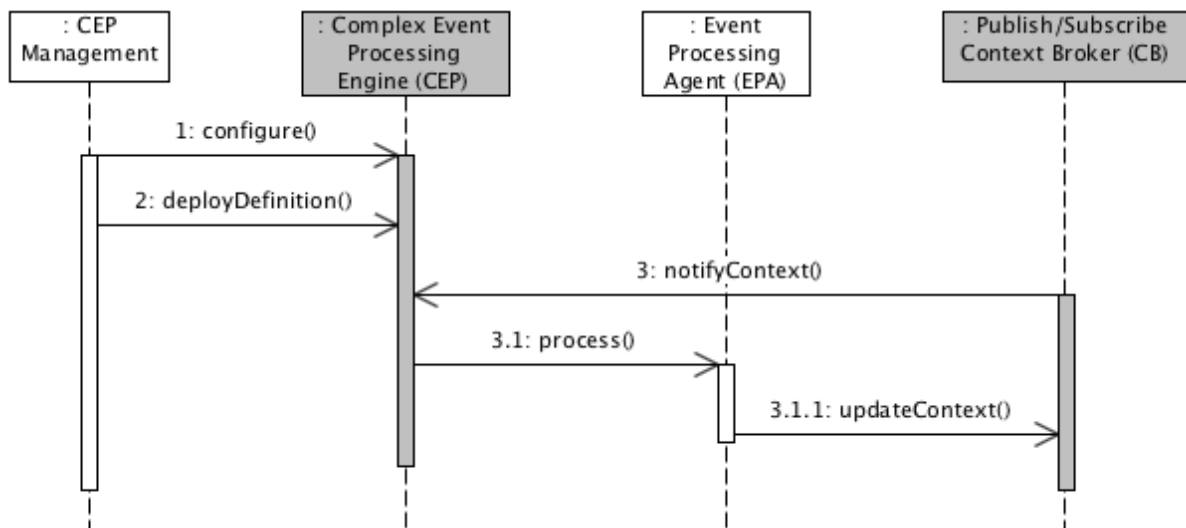 : CEP
Management
: Complex Event
Processing
Engine (CEP)
: Event
Processing
Agent (EPA)
: Publish/Subscribe
Context Broker (CB)
1: configure()
2: deployDefinition()
3: notifyContext()
3.1: process()
3.1.1: updateContext()